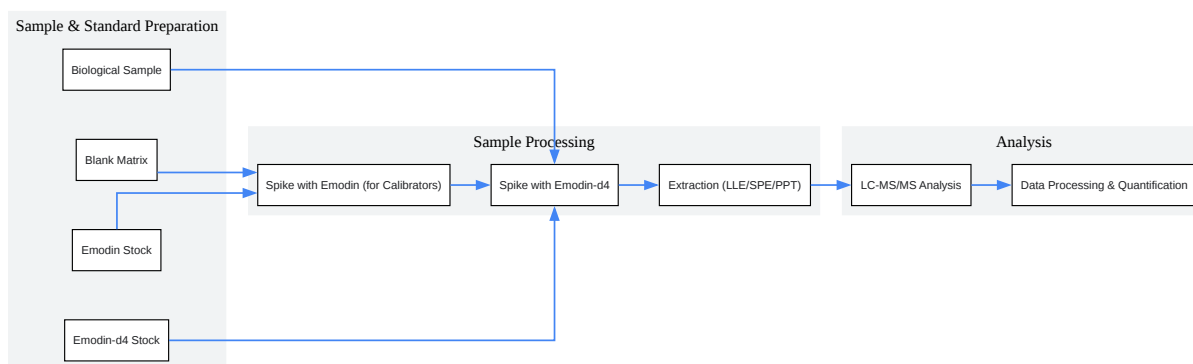 Sample & Standard Preparation
Biological Sample
Blank Matrix
Emodin Stock
Emodin-d4 Stock
Sample Processing
Spike with Emodin (for Calibrators)
Spike with Emodin-d4
Extraction (LLE/SPE/PPT)
Analysis
LC-MS/MS Analysis
Data Processing & Quantification